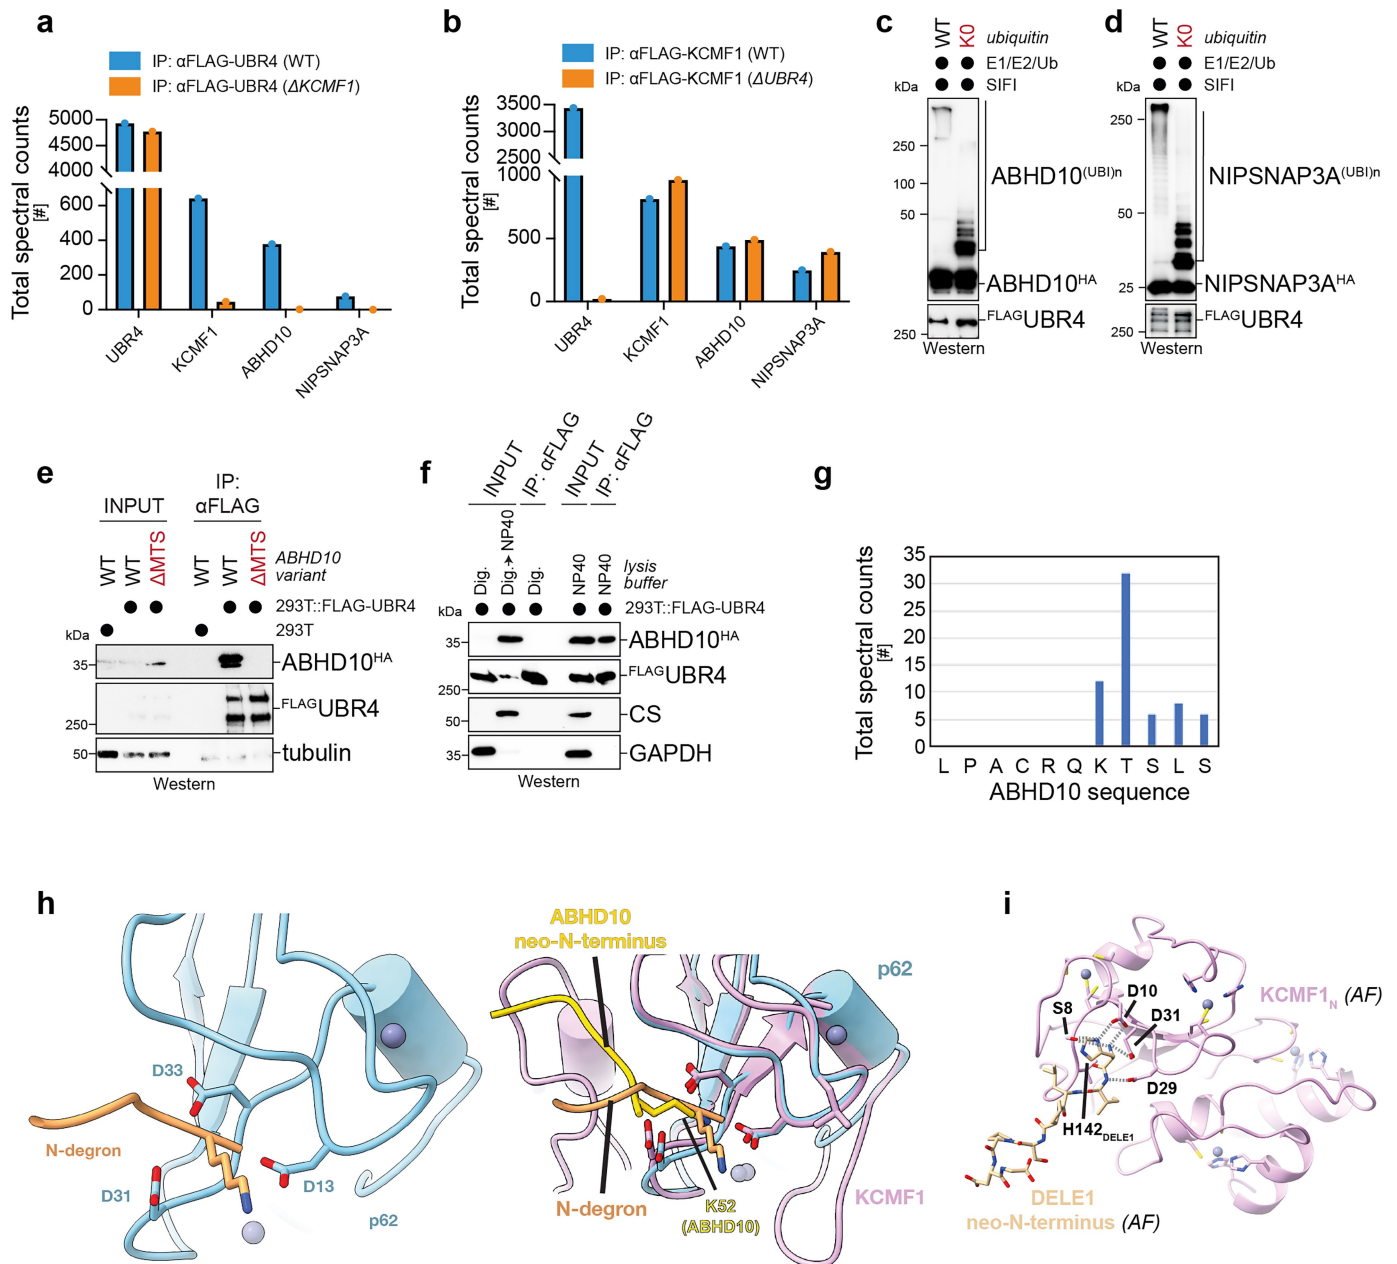 a
IP: αFLAG-UBR4 (WT)
IP: αFLAG-UBR4 (ΔKCMF1)
Total spectral counts
[#]
5000
4500
4000
600
400
200
0
UBR4
KCMF1
ABHD10
NIPSNAP3A
b
IP: αFLAG-KCMF1 (WT)
IP: αFLAG-KCMF1 (ΔUBR4)
Total spectral counts
[#]
3500
3000
2500
1000
500
0
UBR4
KCMF1
ABHD10
NIPSNAP3A
c
WT
K0
ubiquitin
E1/E2/Ub
SIFI
kDa
250
100
50
250
ABHD10(UBI)n
ABHD10HA
FLAGUBR4
Western
d
WT
K0
ubiquitin
E1/E2/Ub
SIFI
kDa
250
50
25
250
NIPSNAP3A(UBI)n
NIPSNAP3AHA
FLAGUBR4
Western
e
INPUT
IP:
αFLAG
WT
WT
ΔMTS
WT
WT
ΔMTS
ABHD10
variant
293T::FLAG-UBR4
293T
kDa
35
250
50
ABHD10HA
FLAGUBR4
tubulin
Western
f
INPUT
IP: αFLAG
INPUT
IP: αFLAG
Dig.
Dig.➔NP40
Dig.
NP40
NP40
lysis
buffer
293T::FLAG-UBR4
kDa
35
250
50
35
ABHD10HA
FLAGUBR4
CS
GAPDH
Western
g
Total spectral counts
[#]
35
30
25
20
15
10
5
0
L P A C R Q K T S L S
ABHD10 sequence
h
D33
N-degron
D31
D13
p62
ABHD10
neo-N-terminus
p62
N-degron
K52
(ABHD10)
KCMF1
i
S8
D10
D31
KCMF1N (AF)
D29
H142DELE1
DELE1
neo-N-terminus (AF)